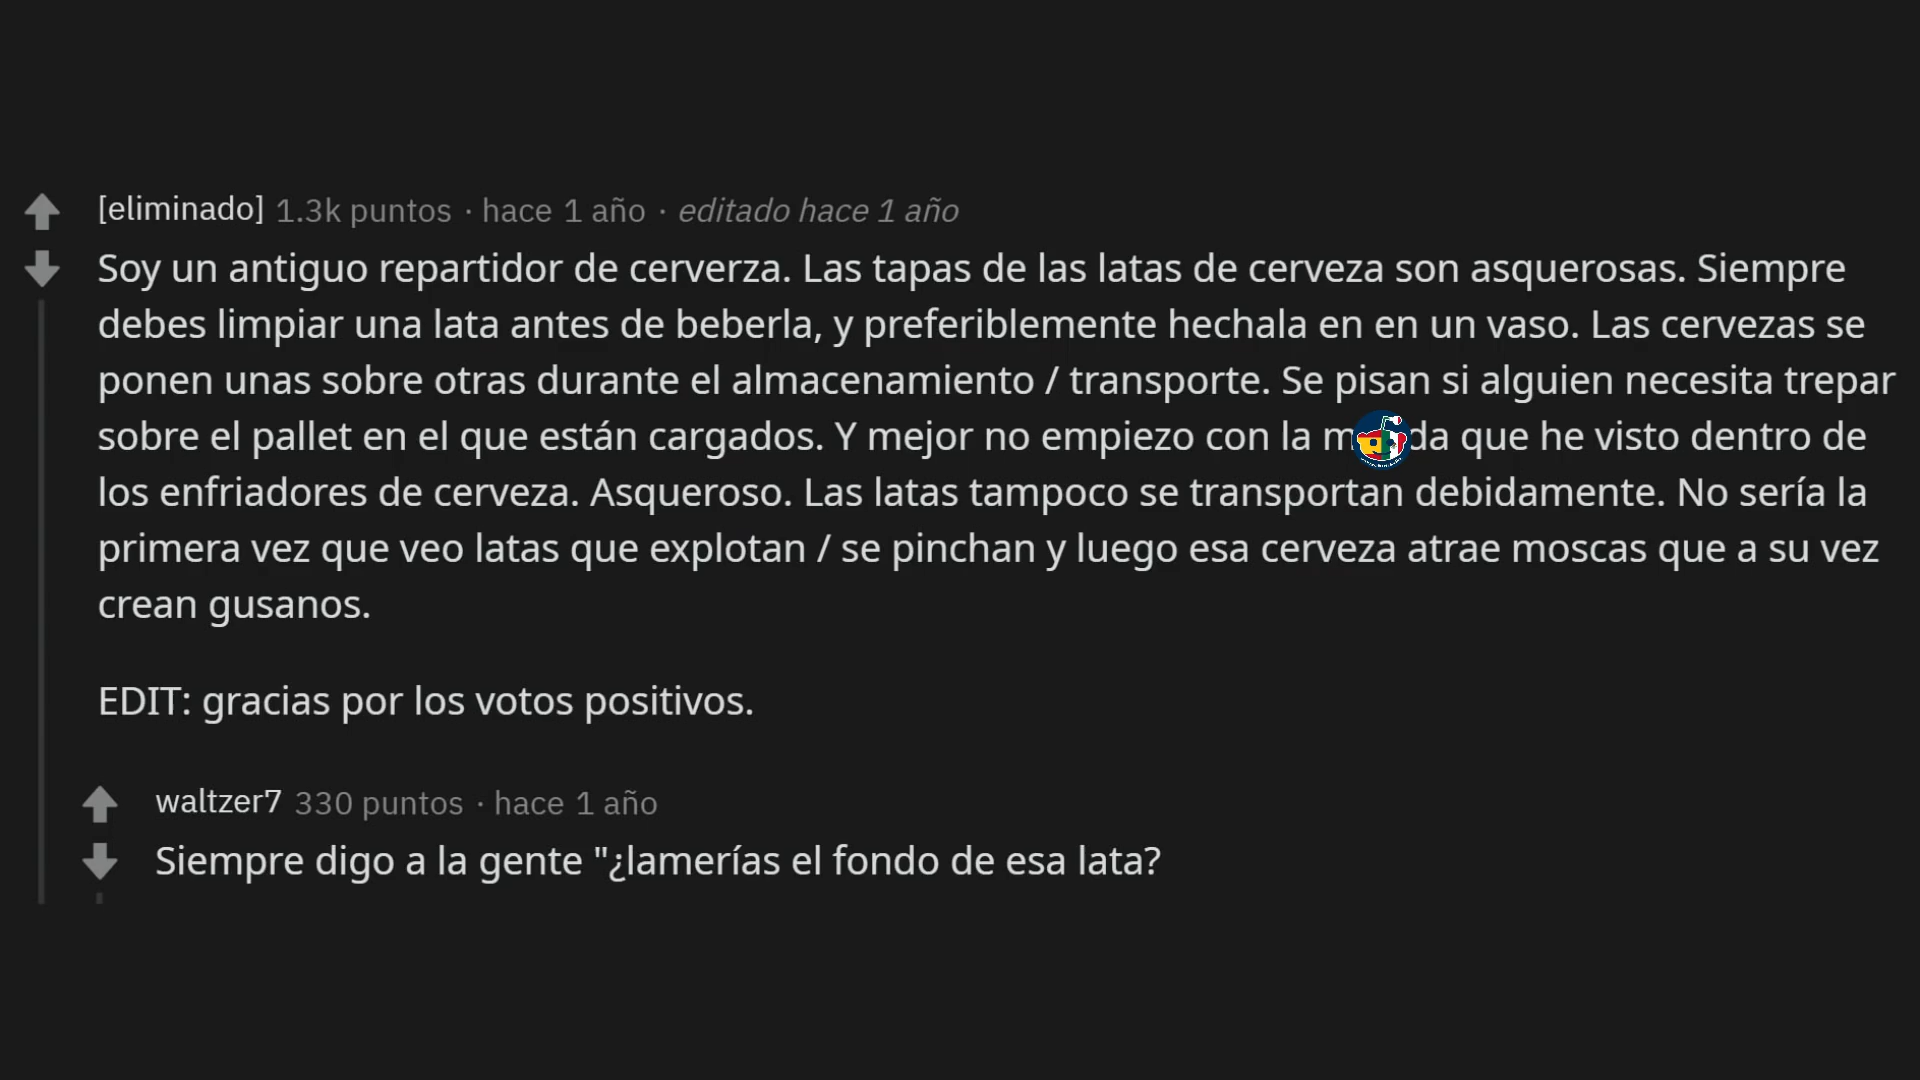 [eliminado] 1.3k puntos · hace 1 año · editado hace 1 año
Soy un antiguo repartidor de cerverza. Las tapas de las latas de cerveza son asquerosas. Siempre
debes limpiar una lata antes de beberla, y preferiblemente hechala en en un vaso. Las cervezas se
ponen unas sobre otras durante el almacenamiento / transporte. Se pisan si alguien necesita trepar
sobre el pallet en el que están cargados. Y mejor no empiezo con la que he visto dentro de
los enfriadores de cerveza. Asqueroso. Las latas tampoco se transportan debidamente. No sería la
primera vez que veo latas que explotan / se pinchan y luego esa cerveza atrae moscas que a su vez
crean gusanos.
EDIT: gracias por los votos positivos.
waltzer7 330 puntos · hace 1 año
Siempre digo a la gente "¿lamerías el fondo de esa lata?